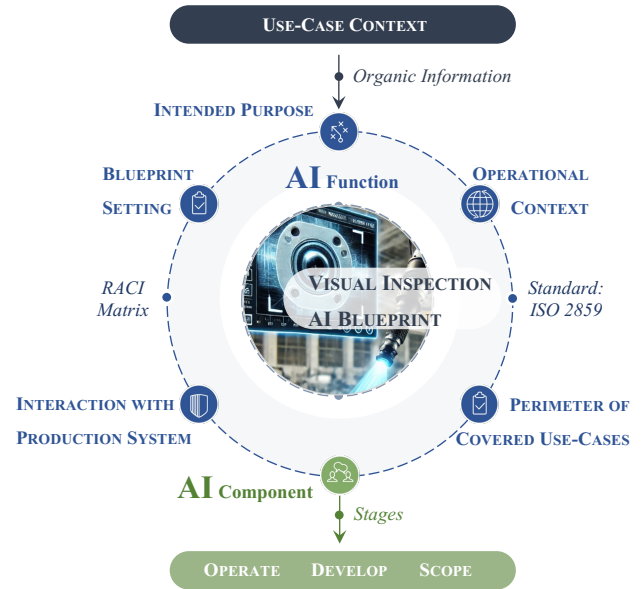 USE-CASE CONTEXT
Organic Information
INTENDED PURPOSE
AI Function
BLUEPRINT
SETTING
OPERATIONAL
CONTEXT
VISUAL INSPECTION
AI BLUEPRINT
RACI
Matrix
Standard:
ISO 2859
INTERACTION WITH
PRODUCTION SYSTEM
PERIMETER OF
COVERED USE-CASES
AI Component
Stages
OPERATE DEVELOP SCOPE